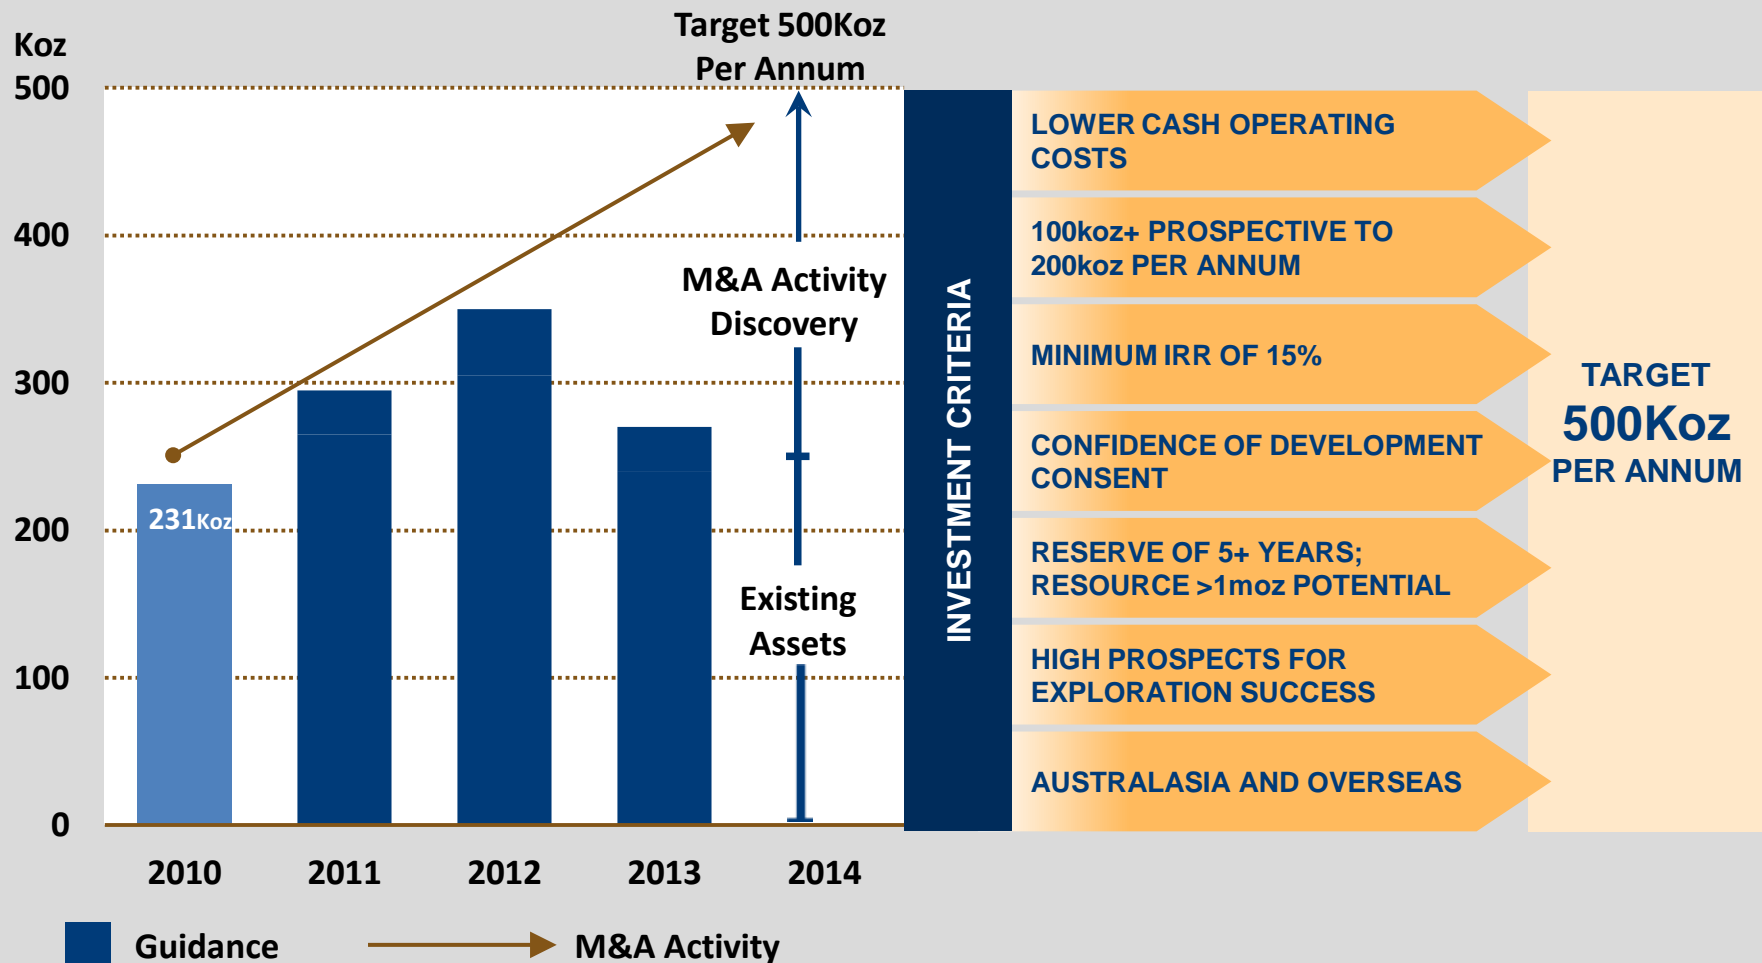 Target 500Koz
Per Annum
Koz
500
400
300
200
100
0
231Koz
M&A Activity
Discovery
Existing
Assets
2010
2011
2012
2013
2014
Guidance
M&A Activity
INVESTMENT CRITERIA
LOWER CASH OPERATING
COSTS
100koz+ PROSPECTIVE TO
200koz PER ANNUM
MINIMUM IRR OF 15%
CONFIDENCE OF DEVELOPMENT
CONSENT
RESERVE OF 5+ YEARS;
RESOURCE >1moz POTENTIAL
HIGH PROSPECTS FOR
EXPLORATION SUCCESS
AUSTRALASIA AND OVERSEAS
TARGET
500Koz
PER ANNUM